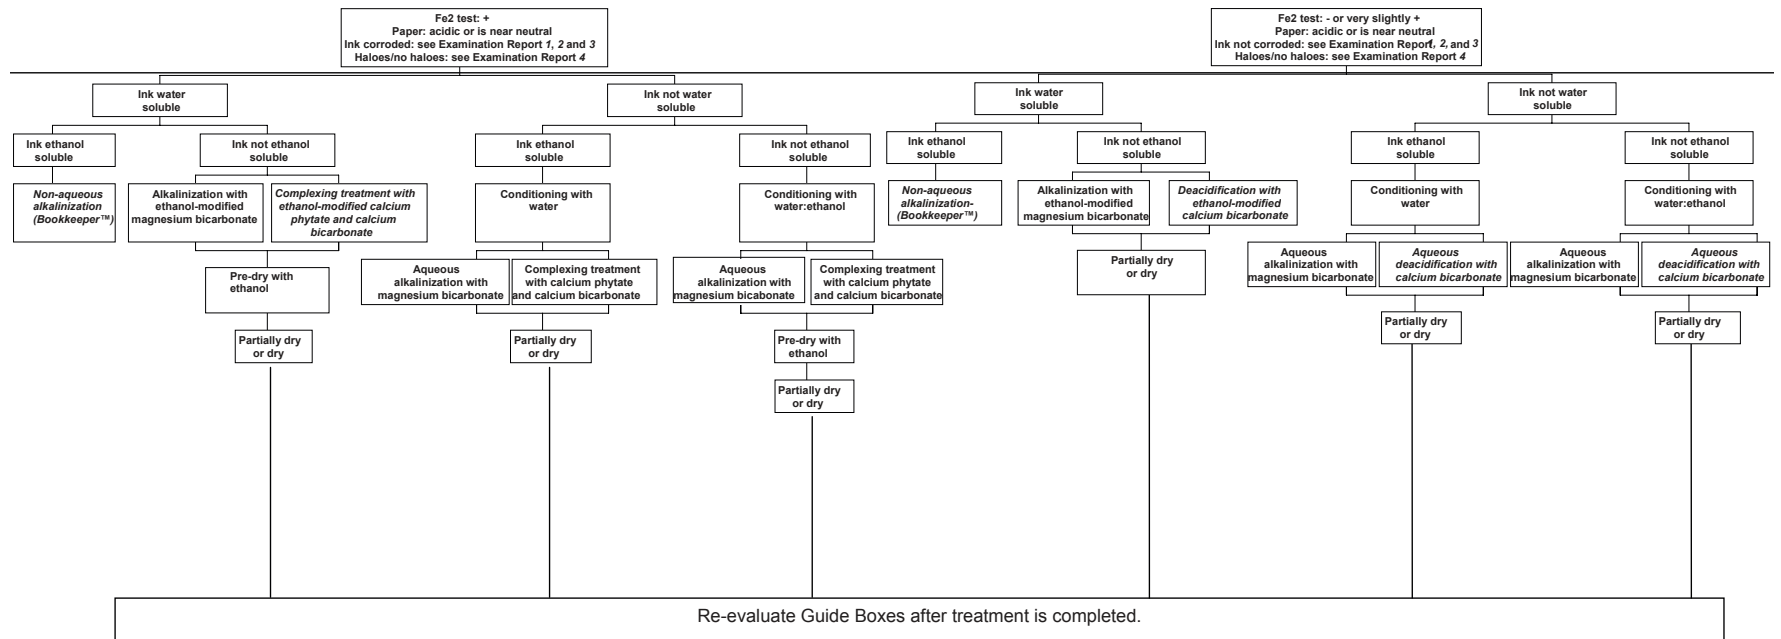 Fe2 test: +
Paper: acidic or is near neutral
Ink corroded: see Examination Report 1, 2 and 3
Haloes/no haloes: see Examination Report 4
Fe2 test: - or very slightly +
Paper: acidic or is near neutral
Ink not corroded: see Examination Report 1, 2, and 3
Haloes/no haloes: see Examination Report 4
Ink water
soluble
Ink not water
soluble
Ink water
soluble
Ink not water
soluble
Ink ethanol
soluble
Ink not ethanol
soluble
Ink ethanol
soluble
Ink not ethanol
soluble
Ink ethanol
soluble
Ink not ethanol
soluble
Ink ethanol
soluble
Ink not ethanol
soluble
Non-aqueous
alkalinization
(Bookkeeper™)
Alkalinization with
ethanol-modified
magnesium bicarbonate
Complexing treatment with
ethanol-modified calcium
phytate and calcium
bicarbonate
Conditioning with
water
Conditioning with
water:ethanol
Non-aqueous
alkalinization-
(Bookkeeper™)
Alkalinization with
ethanol-modified
magnesium bicarbonate
Deacidification with
ethanol-modified
calcium bicarbonate
Conditioning with
water
Conditioning with
water:ethanol
Pre-dry with
ethanol
Aqueous
alkalinization with
magnesium bicarbonate
Complexing treatment
with calcium phytate
and calcium bicarbonate
Aqueous
alkalinization with
magnesium bicabonate
Complexing treatment
with calcium phytate
and calcium bicarbonate
Partially dry
or dry
Aqueous
alkalinization with
magnesium bicarbonate
Aqueous
deacidification with
calcium bicarbonate
Aqueous
alkalinization with
magnesium bicarbonate
Aqueous
deacidification with
calcium bicarbonate
Partially dry
or dry
Partially dry
or dry
Pre-dry with
ethanol
Partially dry
or dry
Partially dry
or dry
Partially dry
or dry
Re-evaluate Guide Boxes after treatment is completed.